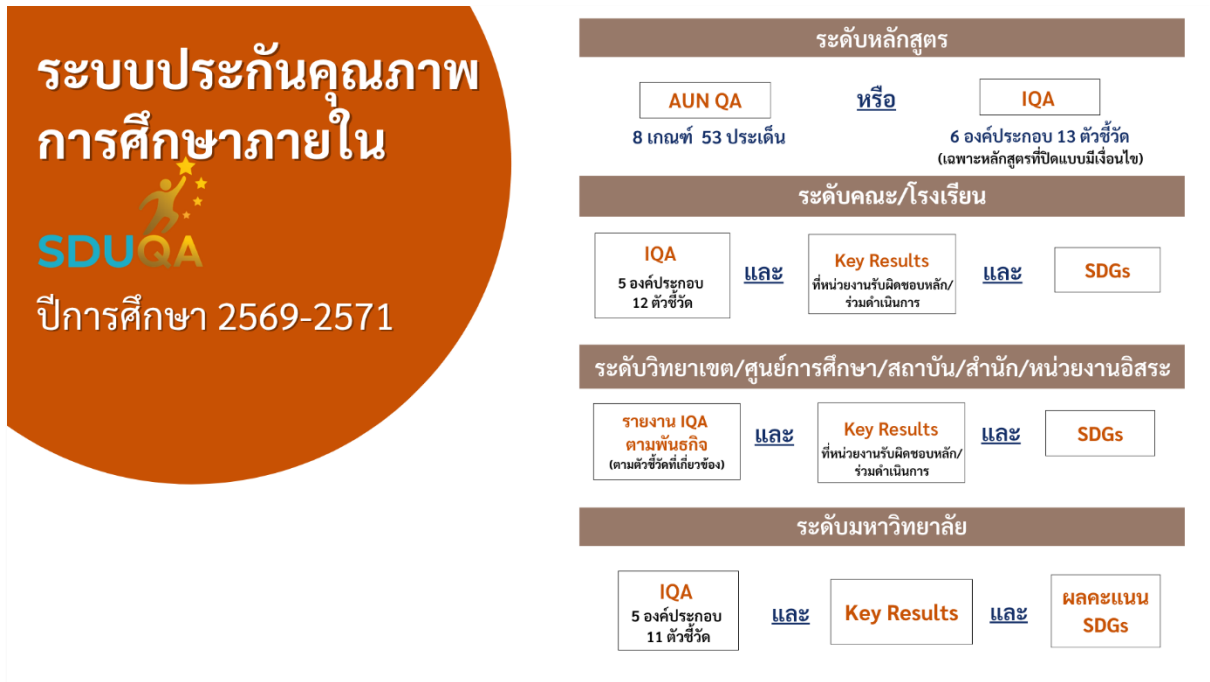 ระบบประกันคุณภาพ
การศึกษาภายใน
SDUQA
ปีการศึกษา 2569-2571
ระดับหลักสูตร
AUN QA
หรือ
IQA
8 เกณฑ์ 53 ประเด็น
6 องค์ประกอบ 13 ตัวชี้วัด
(เฉพาะหลักสูตรที่ปิดแบบมีเงื่อนไข)
ระดับคณะ/โรงเรียน
IQA
5 องค์ประกอบ
12 ตัวชี้วัด
และ
Key Results
ที่หน่วยงานรับผิดชอบหลัก/
ร่วมดำเนินการ
และ
SDGs
ระดับวิทยาเขต/ศูนย์การศึกษา/สถาบัน/สำนัก/หน่วยงานอิสระ
รายงาน IQA
ตามพันธกิจ
(ตามตัวชี้วัดที่เกี่ยวข้อง)
และ
Key Results
ที่หน่วยงานรับผิดชอบหลัก/
ร่วมดำเนินการ
และ
SDGs
ระดับมหาวิทยาลัย
IQA
5 องค์ประกอบ
11 ตัวชี้วัด
และ
Key Results
และ
ผลคะแนน
SDGs